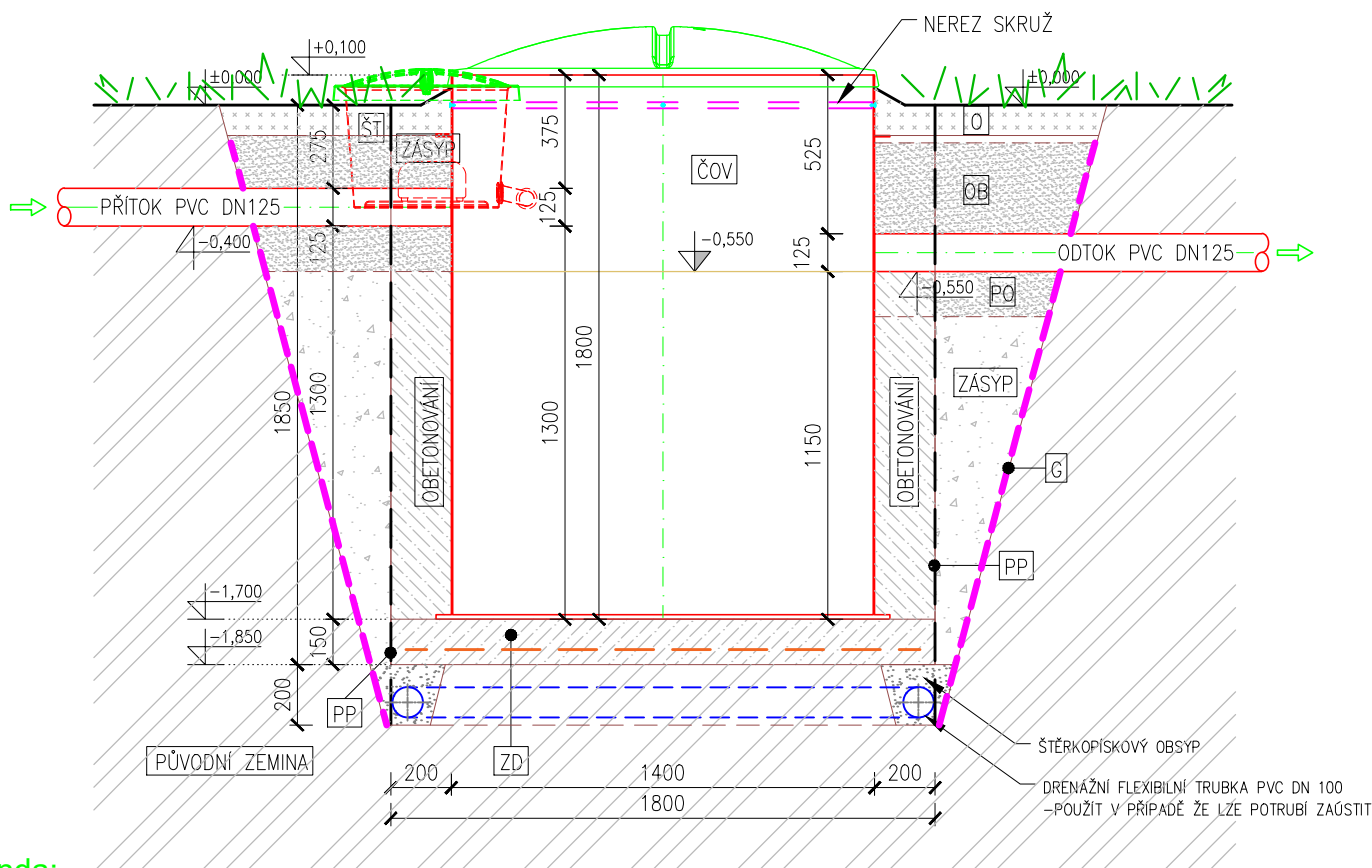 NEREZ SKRUŽ
+0,100
±0,000
±0,000
ŠT
ZÁSYP
O
275
375
525
ČOV
OB
PŘÍTOK PVC DN125
125
-0,400
125
-0,550
125
ODTOK PVC DN125
-0,550
PO
1800
1850
1300
OBETONOVÁNÍ
1300
1150
OBETONOVÁNÍ
ZÁSYP
G
PP
-1,700
-1,850
150
200
PP
ZD
PŮVODNÍ ZEMINA
ŠTĚRKOPÍSKOVÝ OBSYP
200
1400
200
1800
DRENÁŽNÍ FLEXIBILNÍ TRUBKA PVC DN 100
-POUŽÍT V PŘÍPADĚ ŽE LZE POTRUBÍ ZAÚSTIT